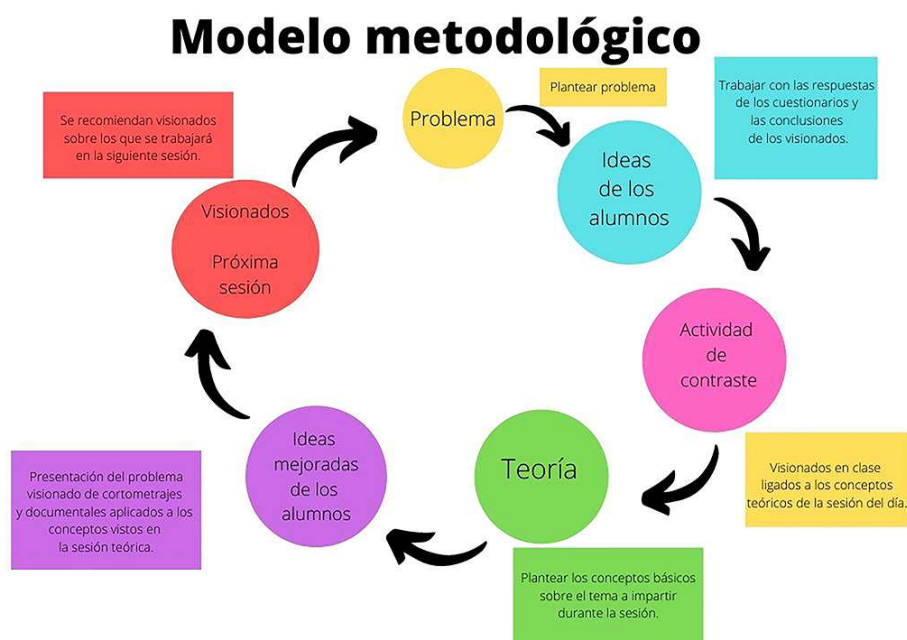 Modelo metodológico
Problema
Plantear problema
Ideas
de los
alumnos
Trabajar con las respuestas
de los cuestionarios y
las conclusiones
de los visionados.
Actividad
de
contraste
Visionados en clase
ligados a los conceptos
teóricos de la sesión del día.
Teoría
Plantear los conceptos básicos
sobre el tema a impartir
durante la sesión.
Ideas
mejoradas
de los
alumnos
Presentación del problema
visionado de cortometrajes
y documentales aplicados a los
conceptos vistos en
la sesión teórica.
Visionados
Próxima
sesión
Se recomiendan visionados
sobre los que se trabajará
en la siguiente sesión.